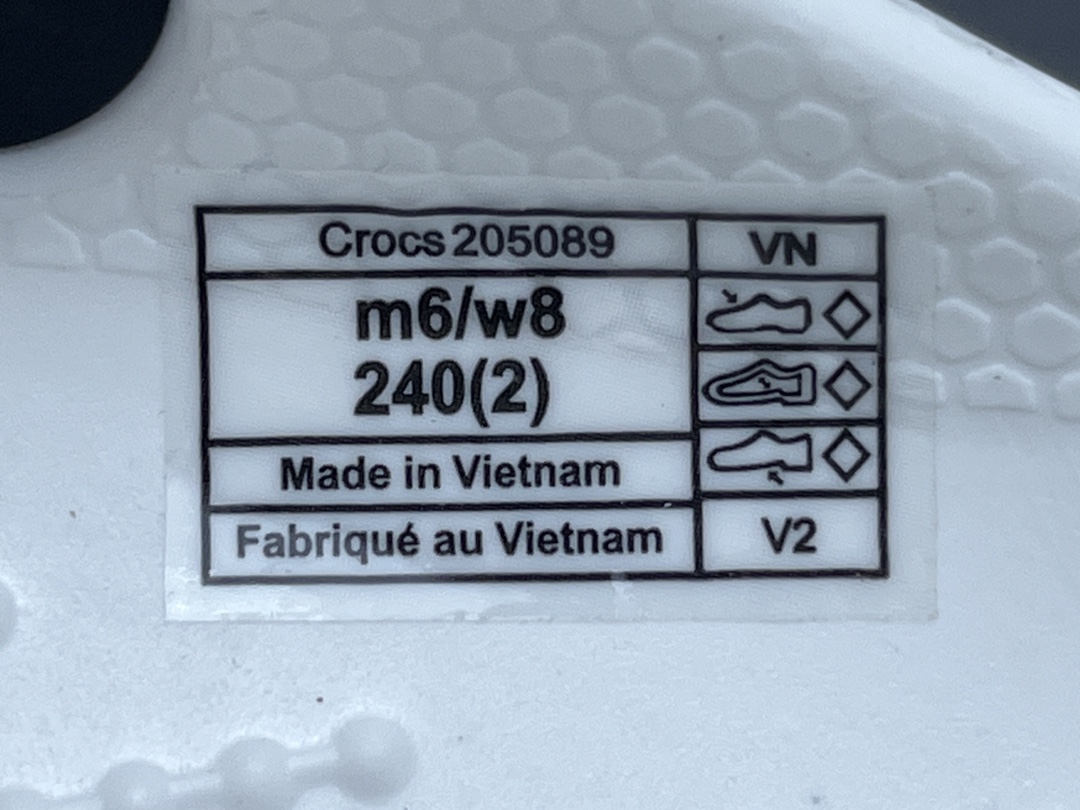 Crocs 205089
VN
m6/w8
240(2)
Made in Vietnam
Fabriqué au Vietnam
V2